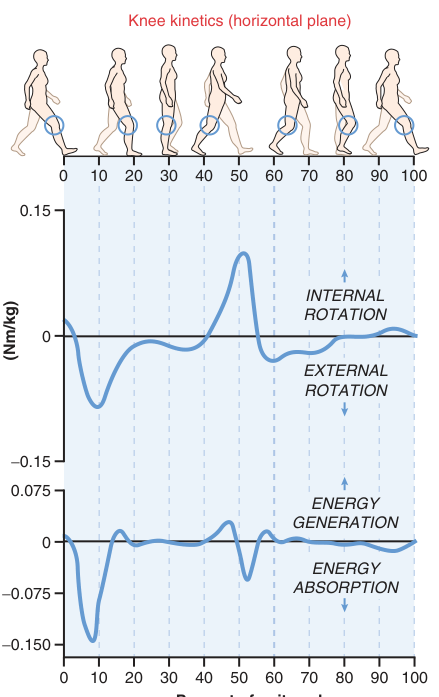 Knee kinetics (horizontal plane)
0 10 20 30 40 50 60 70 80 90 100
0.15
INTERNAL
ROTATION
0
(Nm/kg)
EXTERNAL
ROTATION
–0.15
0.075
ENERGY
GENERATION
0
ENERGY
ABSORPTION
–0.075
–0.150
0 10 20 30 40 50 60 70 80 90 100